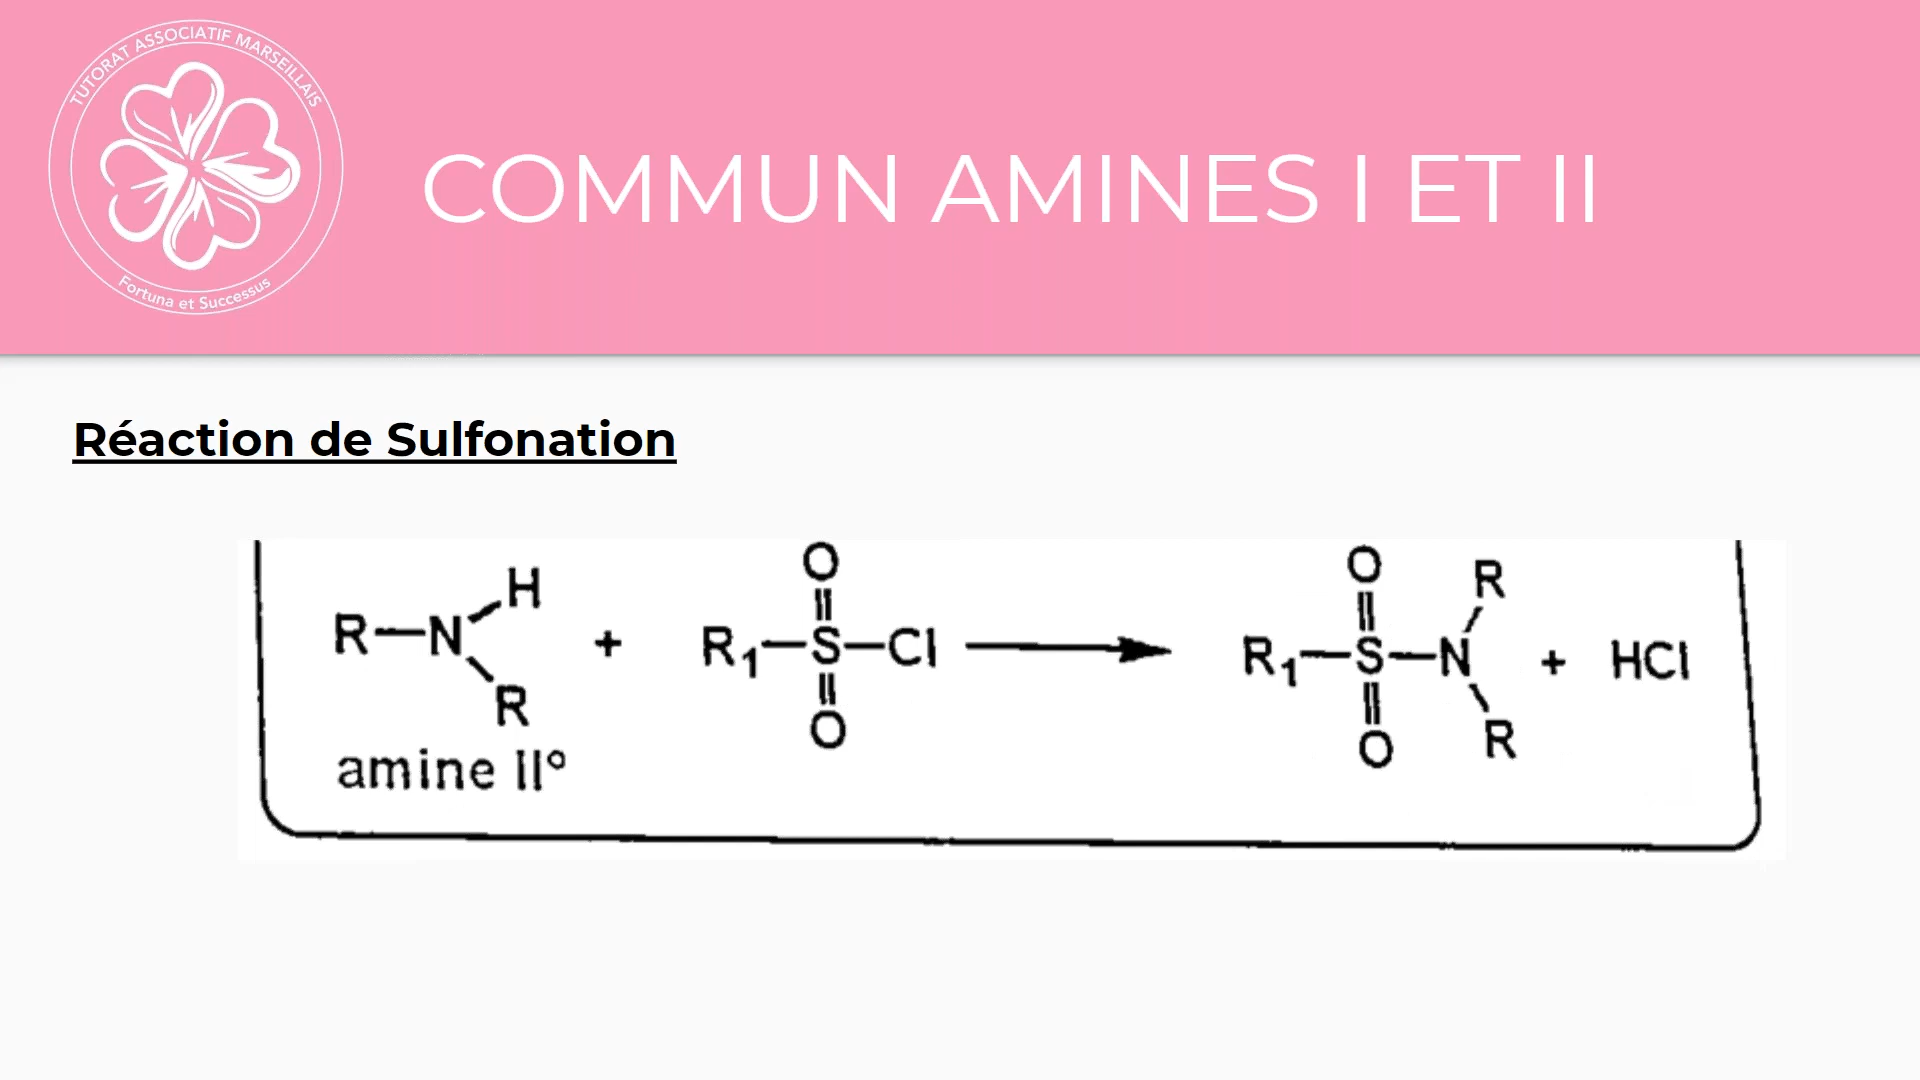 TUTORAT ASSOCIATIF MARSEILLAIS
Fortuna et Successus
COMMUN AMINES I ET II
Réaction de Sulfonation
O O R
H
R—N + R₁—S—Cl R₁—S—N + HCl
R O O R
amine II°